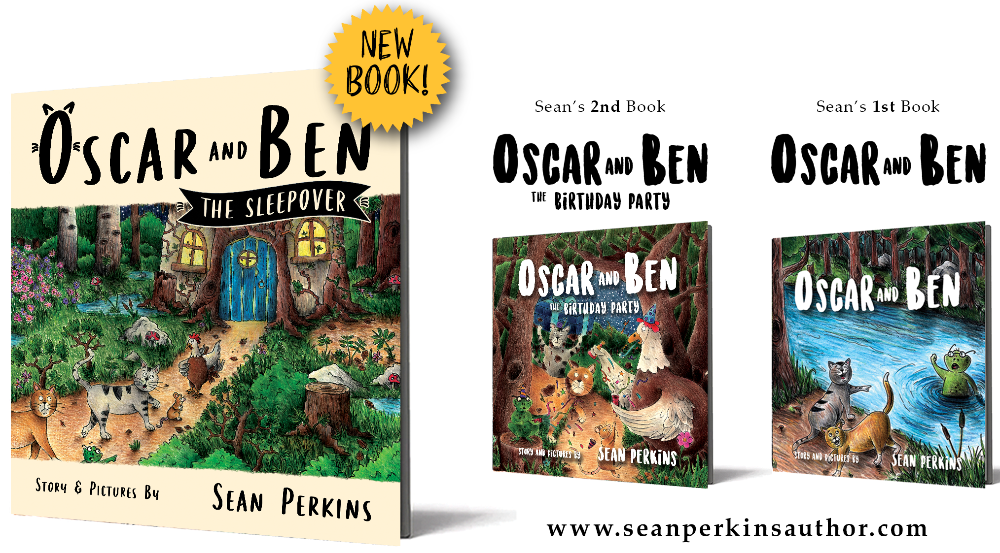 NEW
BOOK!
OSCAR AND BEN
THE SLEEPOVER
STORY & PICTURES BY SEAN PERKINS
Sean's 2nd Book
OSCAR AND BEN
THE BIRTHDAY PARTY
OSCAR AND BEN
THE BIRTHDAY PARTY
STORY AND PICTURES BY SEAN PERKINS
Sean's 1st Book
OSCAR AND BEN
OSCAR AND BEN
STORY AND PICTURES BY SEAN PERKINS
www.seanperkinsauthor.com